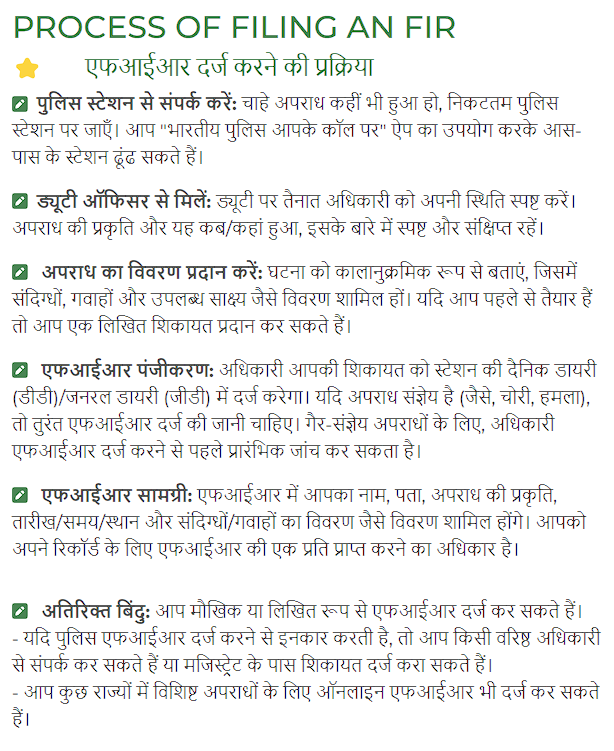 PROCESS OF FILING AN FIR
एफआईआर दर्ज करने की प्रक्रिया
पुलिस स्टेशन से संपर्क करें: चाहे अपराध कहीं भी हुआ हो, निकटतम पुलिस
स्टेशन पर जाएँ। आप "भारतीय पुलिस आपके कॉल पर" ऐप का उपयोग करके आस-
पास के स्टेशन ढूंढ सकते हैं।
ड्यूटी ऑफिसर से मिलें: ड्यूटी पर तैनात अधिकारी को अपनी स्थिति स्पष्ट करें।
अपराध की प्रकृति और यह कब/कहां हुआ, इसके बारे में स्पष्ट और संक्षिप्त रहें।
अपराध का विवरण प्रदान करें: घटना को कालानुक्रमिक रूप से बताएं, जिसमें
संदिग्धों, गवाहों और उपलब्ध साक्ष्य जैसे विवरण शामिल हों। यदि आप पहले से तैयार हैं
तो आप एक लिखित शिकायत प्रदान कर सकते हैं।
एफआईआर पंजीकरण: अधिकारी आपकी शिकायत को स्टेशन की दैनिक डायरी
(डीडी)/जनरल डायरी (जीडी) में दर्ज करेगा। यदि अपराध संज्ञेय है (जैसे, चोरी, हमला),
तो तुरंत एफआईआर दर्ज की जानी चाहिए। गैर-संज्ञेय अपराधों के लिए, अधिकारी
एफआईआर दर्ज करने से पहले प्रारंभिक जांच कर सकता है।
एफआईआर सामग्री: एफआईआर में आपका नाम, पता, अपराध की प्रकृति,
तारीख/समय/स्थान और संदिग्धों/गवाहों का विवरण जैसे विवरण शामिल होंगे। आपको
अपने रिकॉर्ड के लिए एफआईआर की एक प्रति प्राप्त करने का अधिकार है।
अतिरिक्त बिंदु: आप मौखिक या लिखित रूप से एफआईआर दर्ज कर सकते हैं।
- यदि पुलिस एफआईआर दर्ज करने से इनकार करती है, तो आप किसी वरिष्ठ अधिकारी
से संपर्क कर सकते हैं या मजिस्ट्रेट के पास शिकायत दर्ज करा सकते हैं।
- आप कुछ राज्यों में विशिष्ट अपराधों के लिए ऑनलाइन एफआईआर भी दर्ज कर सकते
हैं।